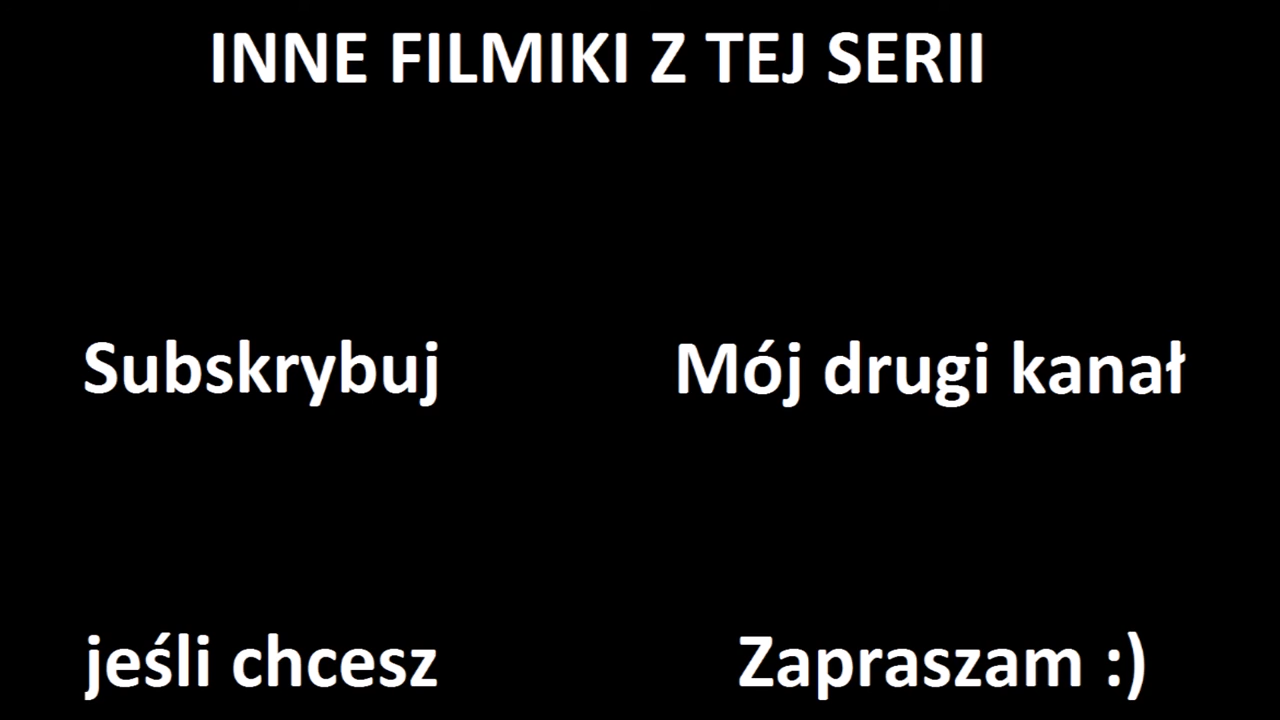 INNE FILMIKI Z TEJ SERII
Subskrybuj
Mój drugi kanał
jeśli chcesz
Zapraszam :)